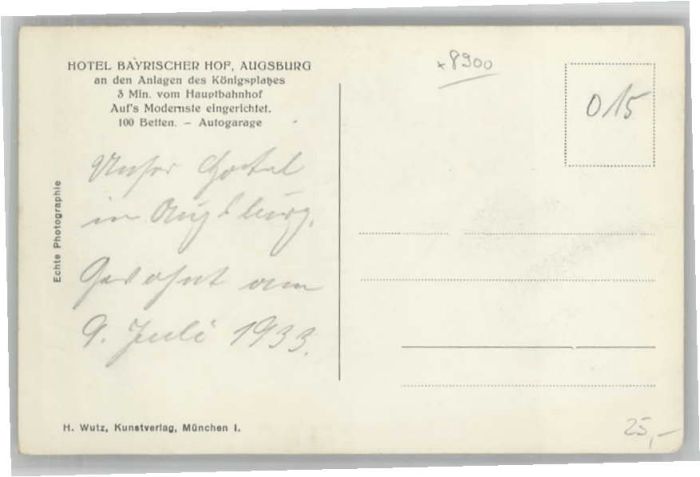 HOTEL BAYRISCHER HOF, AUGSBURG
an den Anlagen des Königsplatzes
3 Min. vom Hauptbahnhof
Auf's Modernste eingerichtet.
100 Betten. – Autogarage
Unser Hotel
in Augsburg.
Gewohnt am
9. Juli 1933.
Echte Photographie
H. Wutz, Kunstverlag, München I.
x 8900
015
25,–